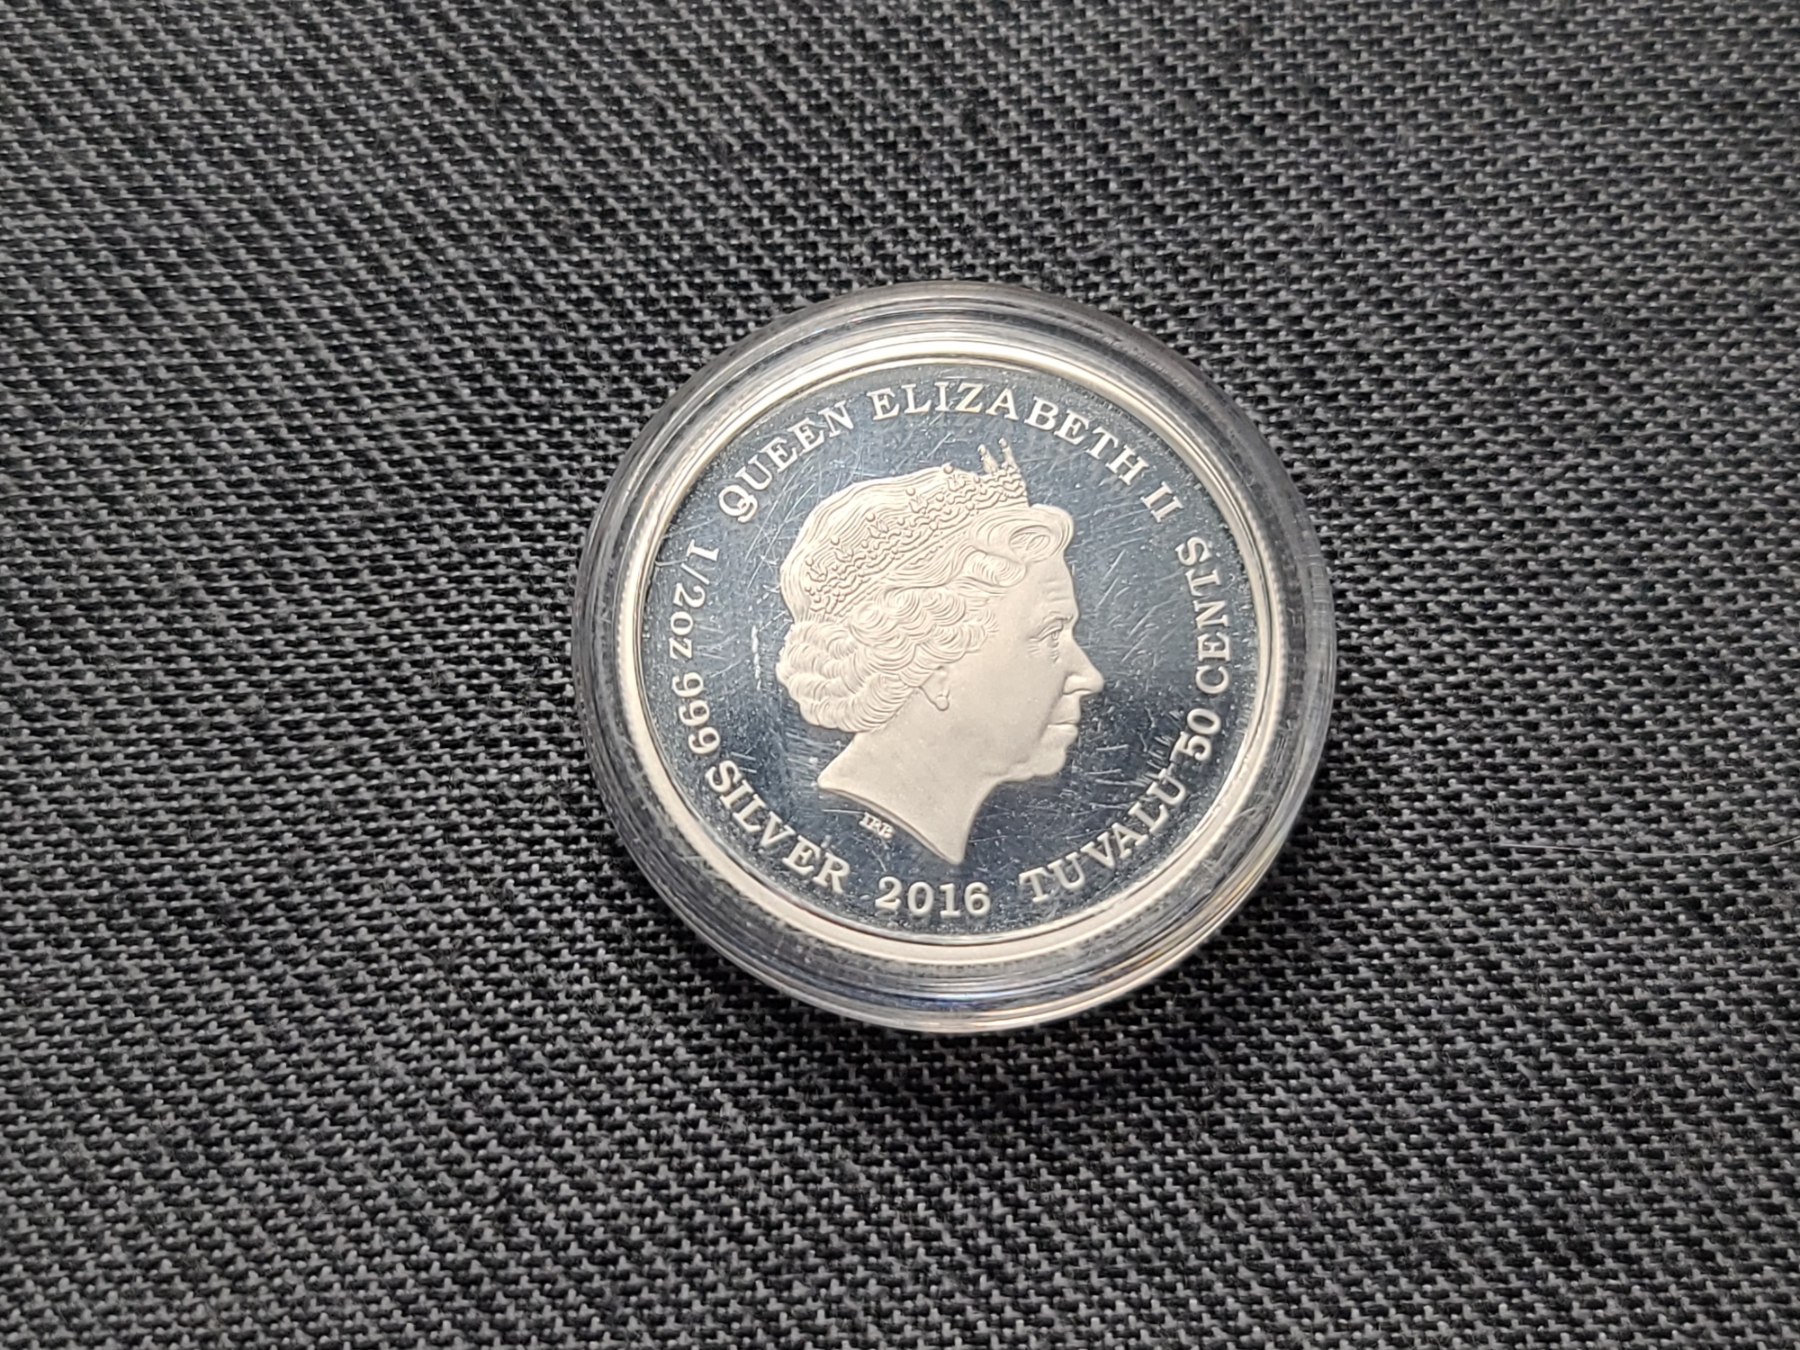 QUEEN ELIZABETH II
1/2oz 999 SILVER 2016 TUVALU 50 CENTS
IRB